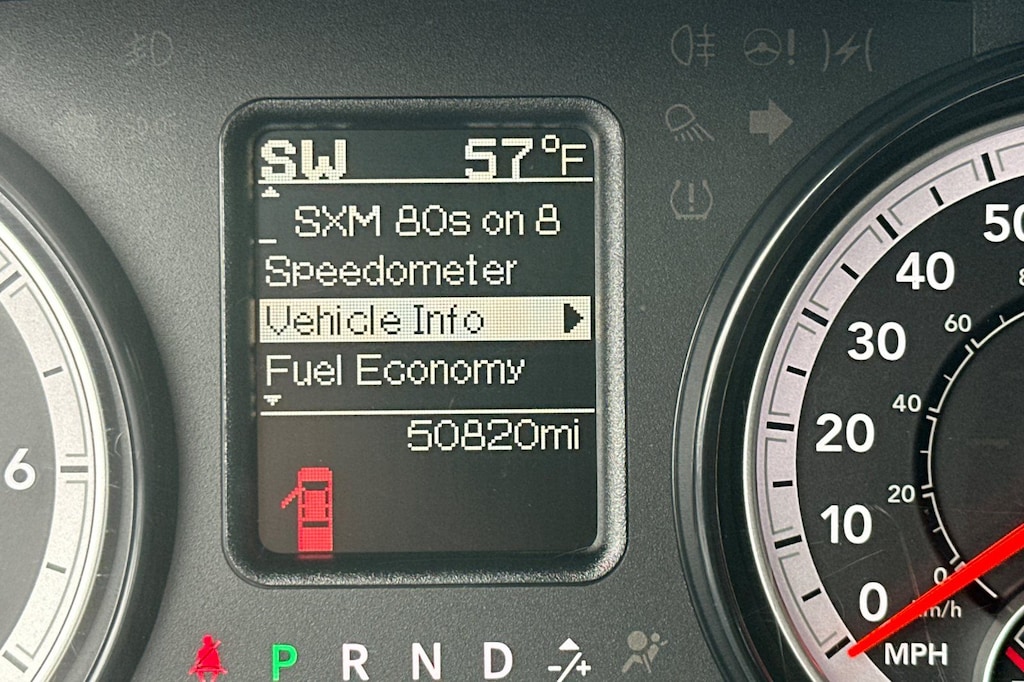 SW 57°F
SXM 80s on 8
Speedometer
Vehicle Info
Fuel Economy
50820mi
P R N D -/+
6
50
40
30
20
10
0
MPH
60
40
20
0
km/h